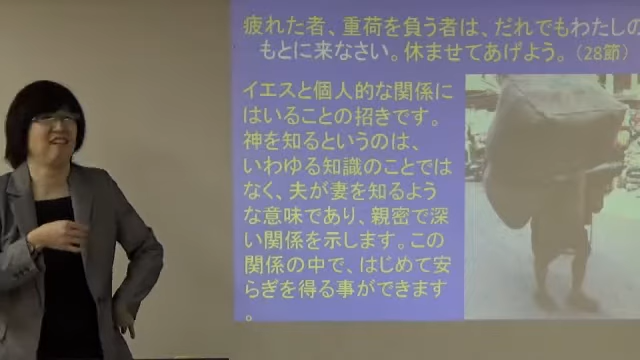 疲れた者、重荷を負う者は、だれでもわたしの
もとに来なさい。休ませてあげよう。（28節）
イエスと個人的な関係に
はいることの招きです。
神を知るというのは、
いわゆる知識のことでは
なく、夫が妻を知るよう
な意味であり、親密で深
い関係を示します。この
関係の中で、はじめて安
らぎを得る事ができます
。